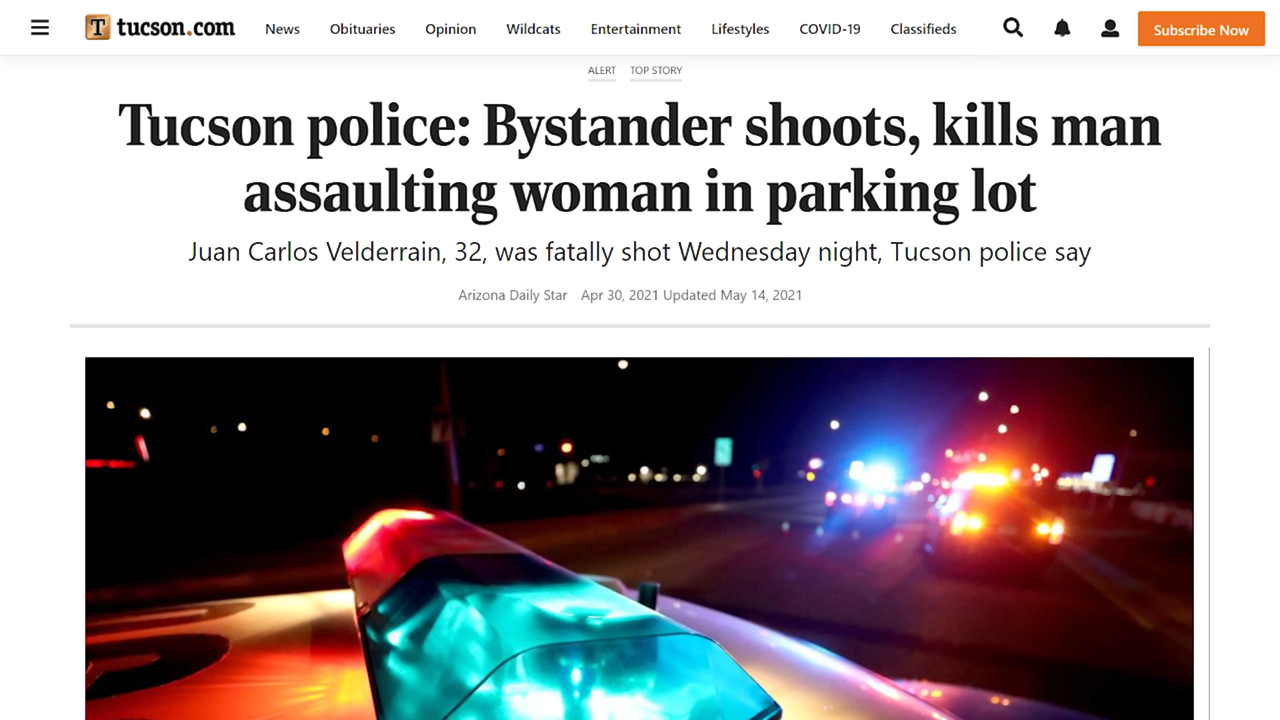 T tucson.com News Obituaries Opinion Wildcats Entertainment Lifestyles COVID-19 Classifieds Subscribe Now
ALERT TOP STORY
Tucson police: Bystander shoots, kills man
assaulting woman in parking lot
Juan Carlos Velderrain, 32, was fatally shot Wednesday night, Tucson police say
Arizona Daily Star Apr 30, 2021 Updated May 14, 2021